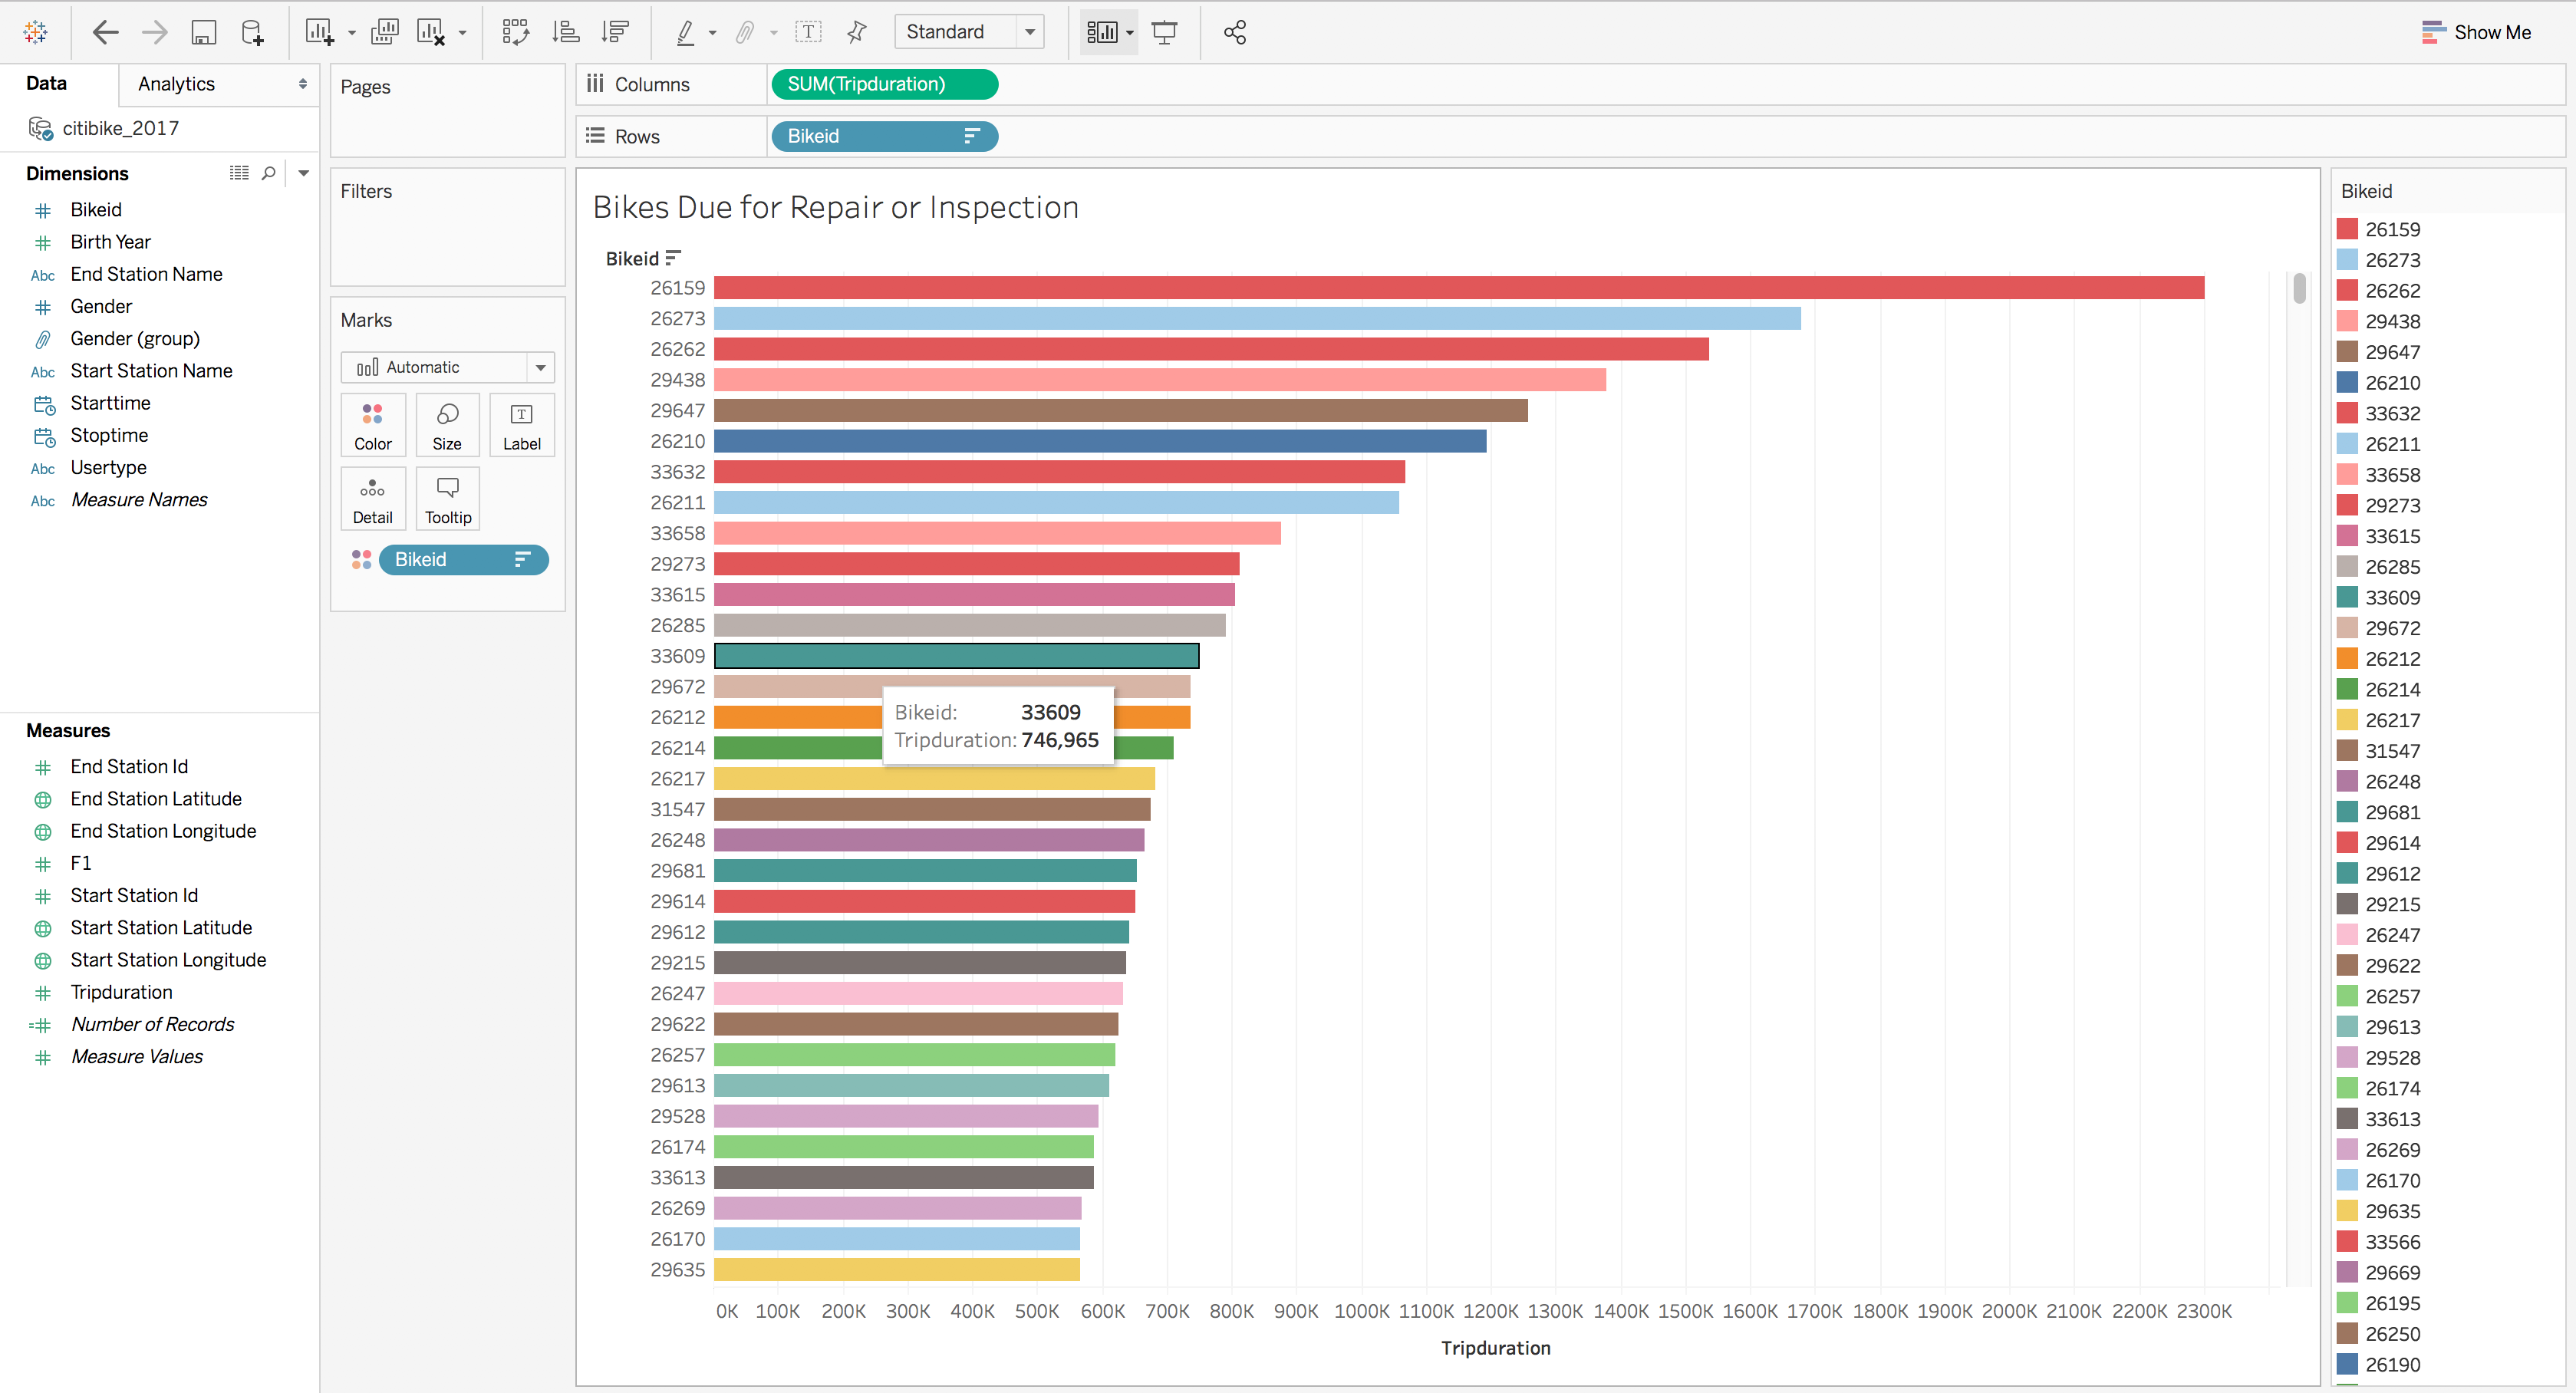 Standard
Show Me
Data
Analytics
citibike_2017
Dimensions
# Bikeid
# Birth Year
Abc End Station Name
# Gender
Gender (group)
Abc Start Station Name
Starttime
Stoptime
Abc Usertype
Abc Measure Names
Measures
# End Station Id
End Station Latitude
End Station Longitude
# F1
# Start Station Id
Start Station Latitude
Start Station Longitude
# Tripduration
=# Number of Records
# Measure Values
Pages
Filters
Marks
Automatic
Color
Size
Label
Detail
Tooltip
Bikeid
Columns
SUM(Tripduration)
Rows
Bikeid
Bikes Due for Repair or Inspection
Bikeid
26159
26273
26262
29438
29647
26210
33632
26211
33658
29273
33615
26285
33609
29672
26212
26214
26217
31547
26248
29681
29614
29612
29215
26247
29622
26257
29613
29528
26174
33613
26269
26170
29635
Bikeid: 33609
Tripduration: 746,965
0K 100K 200K 300K 400K 500K 600K 700K 800K 900K 1000K 1100K 1200K 1300K 1400K 1500K 1600K 1700K 1800K 1900K 2000K 2100K 2200K 2300K
Tripduration
Bikeid
26159
26273
26262
29438
29647
26210
33632
26211
33658
29273
33615
26285
33609
29672
26212
26214
26217
31547
26248
29681
29614
29612
29215
26247
29622
26257
29613
29528
26174
33613
26269
26170
29635
33566
29669
26195
26250
26190